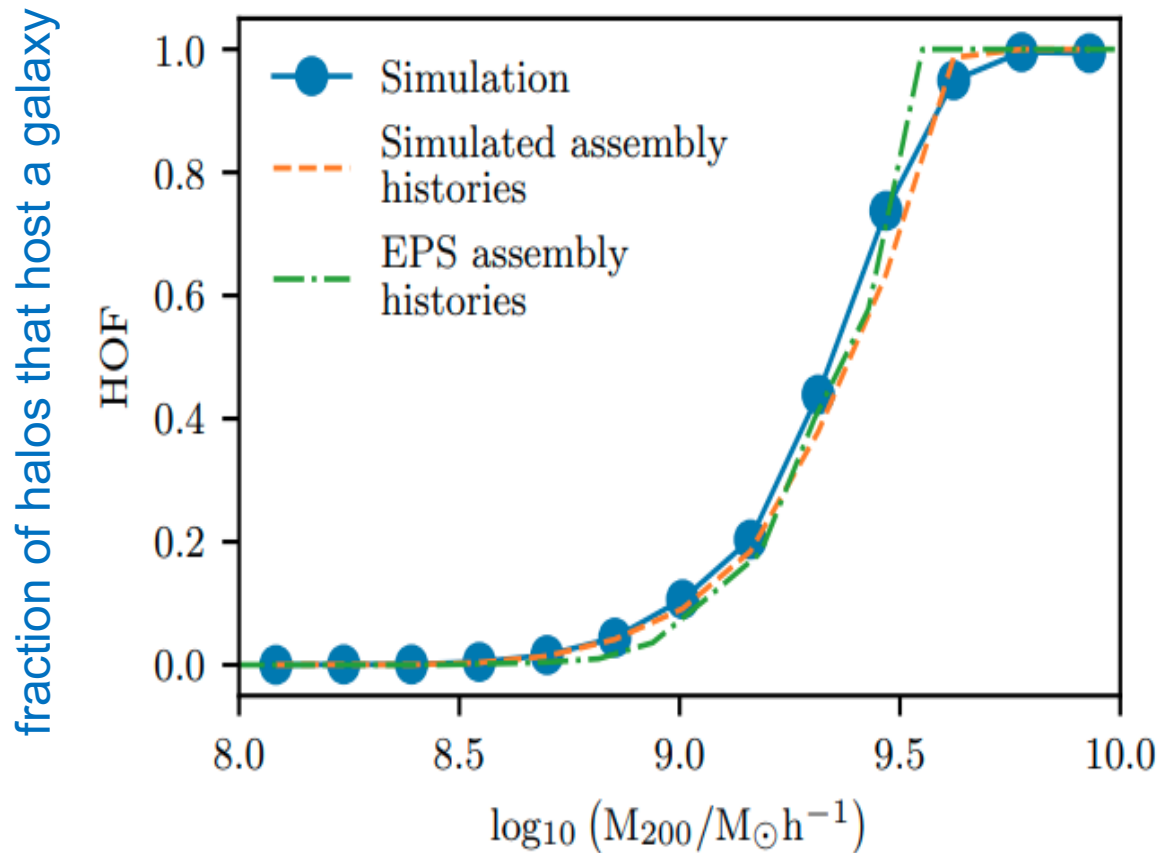 fraction of halos that host a galaxy
HOF
1.0
0.8
0.6
0.4
0.2
0.0
Simulation
Simulated assembly
histories
EPS assembly
histories
8.0 8.5 9.0 9.5 10.0
log₁₀ (M₂₀₀/M⊙h⁻¹)